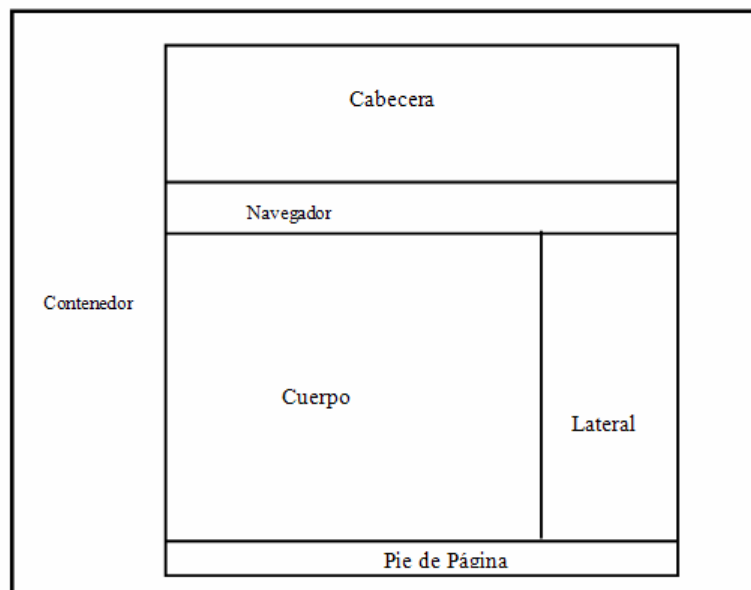 Cabecera
Navegador
Contenedor
Cuerpo
Lateral
Pie de Página